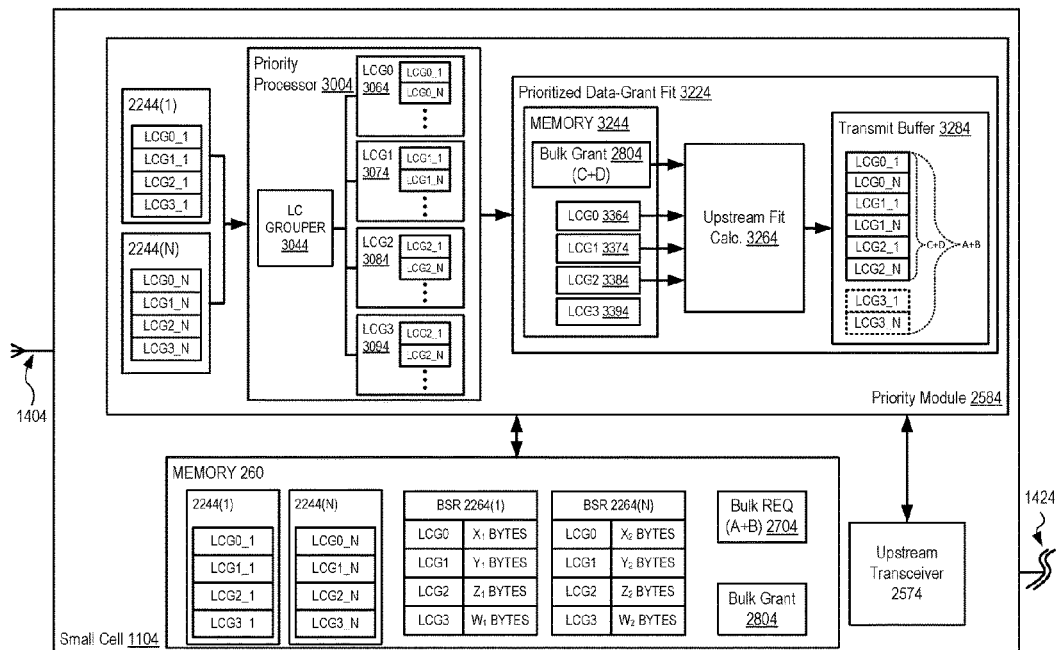 2244(1)
LCG0_1
LCG1_1
LCG2_1
LCG3_1
2244(N)
LCG0_N
LCG1_N
LCG2_N
LCG3_N
Priority
Processor 3004
LC
GROUPER
3044
LCG0
3064
LCG0_1
LCG0_N
LCG1
3074
LCG1_1
LCG1_N
LCG2
3084
LCG2_1
LCG2_N
LCG3
3094
LCG2_1
LCG2_N
Prioritized Data-Grant Fit 3224
MEMORY 3244
Bulk Grant 2804
(C+D)
LCG0 3364
LCG1 3374
LCG2 3384
LCG3 3394
Upstream Fit
Calc. 3264
Transmit Buffer 3284
LCG0_1
LCG0_N
LCG1_1
LCG1_N
LCG2_1
LCG2_N
LCG3_1
LCG3_N
C+D
A+B
Priority Module 2584
1404
MEMORY 260
2244(1)
LCG0_1
LCG1_1
LCG2_1
LCG3_1
2244(N)
LCG0_N
LCG1_N
LCG2_N
LCG3_N
BSR 2264(1)
LCG0 X₁ BYTES
LCG1 Y₁ BYTES
LCG2 Z₁ BYTES
LCG3 W₁ BYTES
BSR 2264(N)
LCG0 X₂ BYTES
LCG1 Y₂ BYTES
LCG2 Z₂ BYTES
LCG3 W₂ BYTES
Bulk REQ
(A+B) 2704
Bulk Grant
2804
Upstream
Transceiver
2574
1424
Small Cell 1104